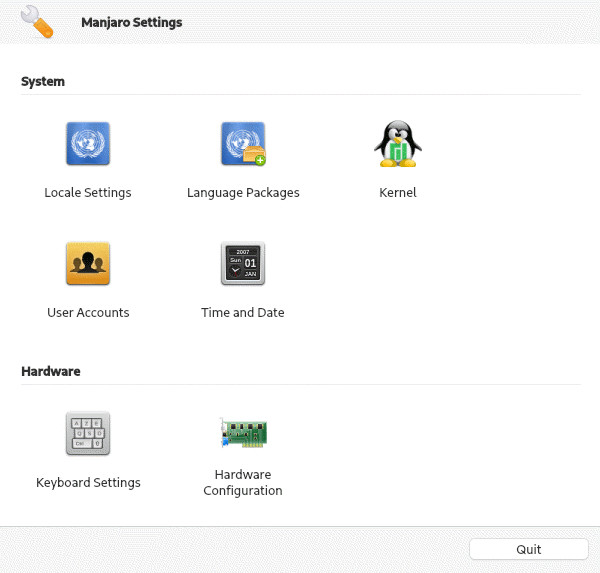 Manjaro Settings
System
Locale Settings
Language Packages
Kernel
User Accounts
2007
Sun
01
JAN
Time and Date
Hardware
A Z E
Q S D
Ctrl
Keyboard Settings
Hardware
Configuration
Quit